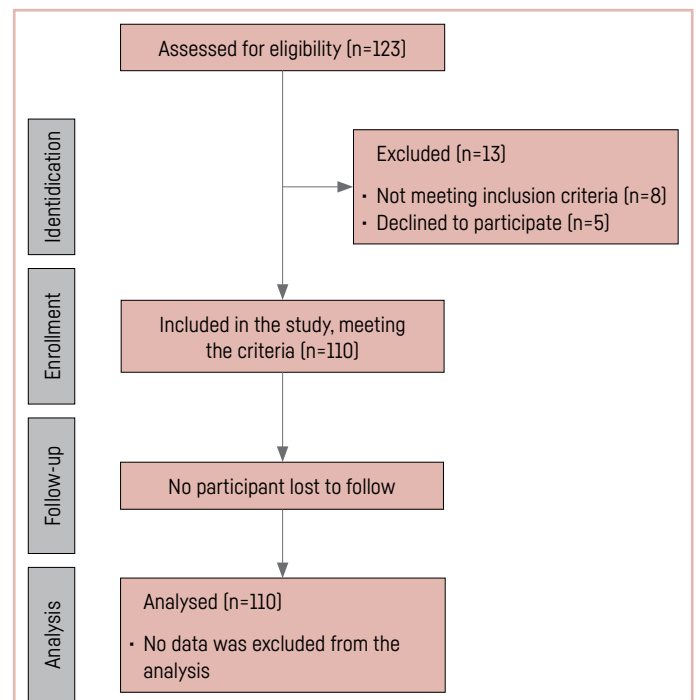 Assessed for eligibility (n=123)
Identidication
Excluded (n=13)
· Not meeting inclusion criteria (n=8)
· Declined to participate (n=5)
Enrollment
Included in the study, meeting
the criteria (n=110)
Follow-up
No participant lost to follow
Analysis
Analysed (n=110)
· No data was excluded from the
analysis